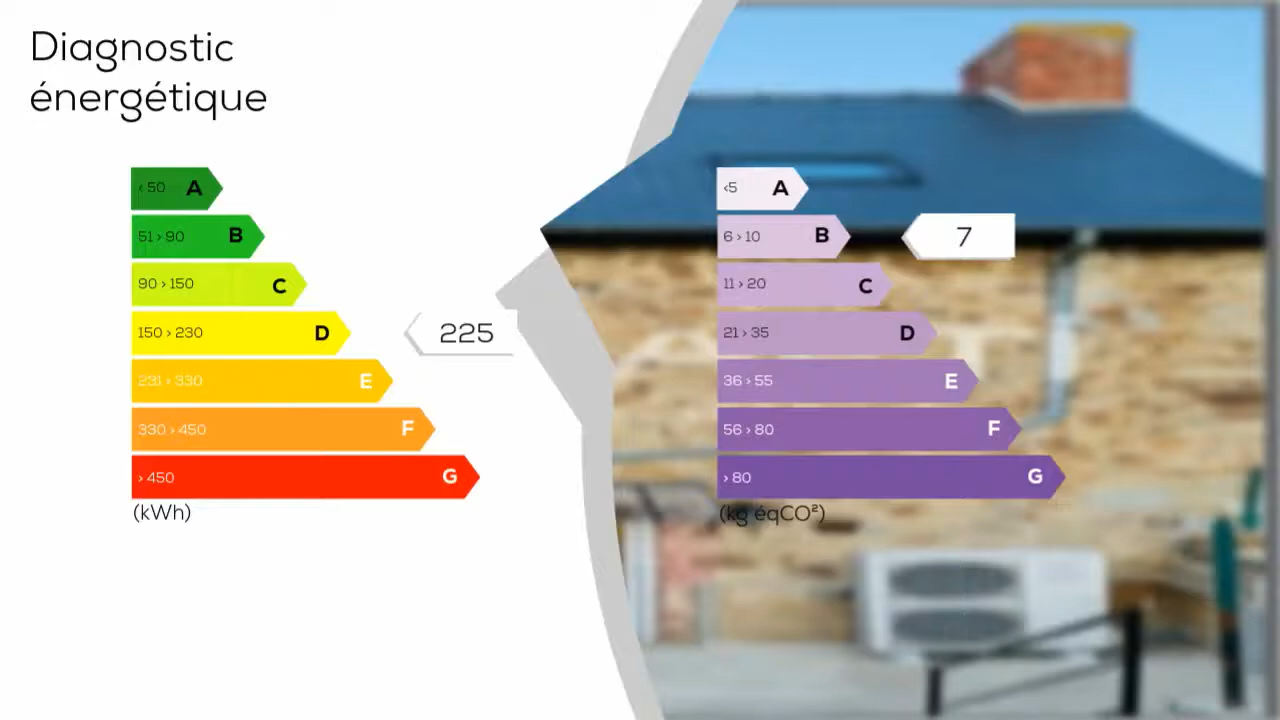 Diagnostic
énergétique
< 50 A
51 > 90 B
90 > 150 C
150 > 230 D
225
231 > 330 E
330 > 450 F
> 450 G
(kWh)
<5 A
6 > 10 B
7
11 > 20 C
21 > 35 D
36 > 55 E
56 > 80 F
> 80 G
(kg éqCO²)